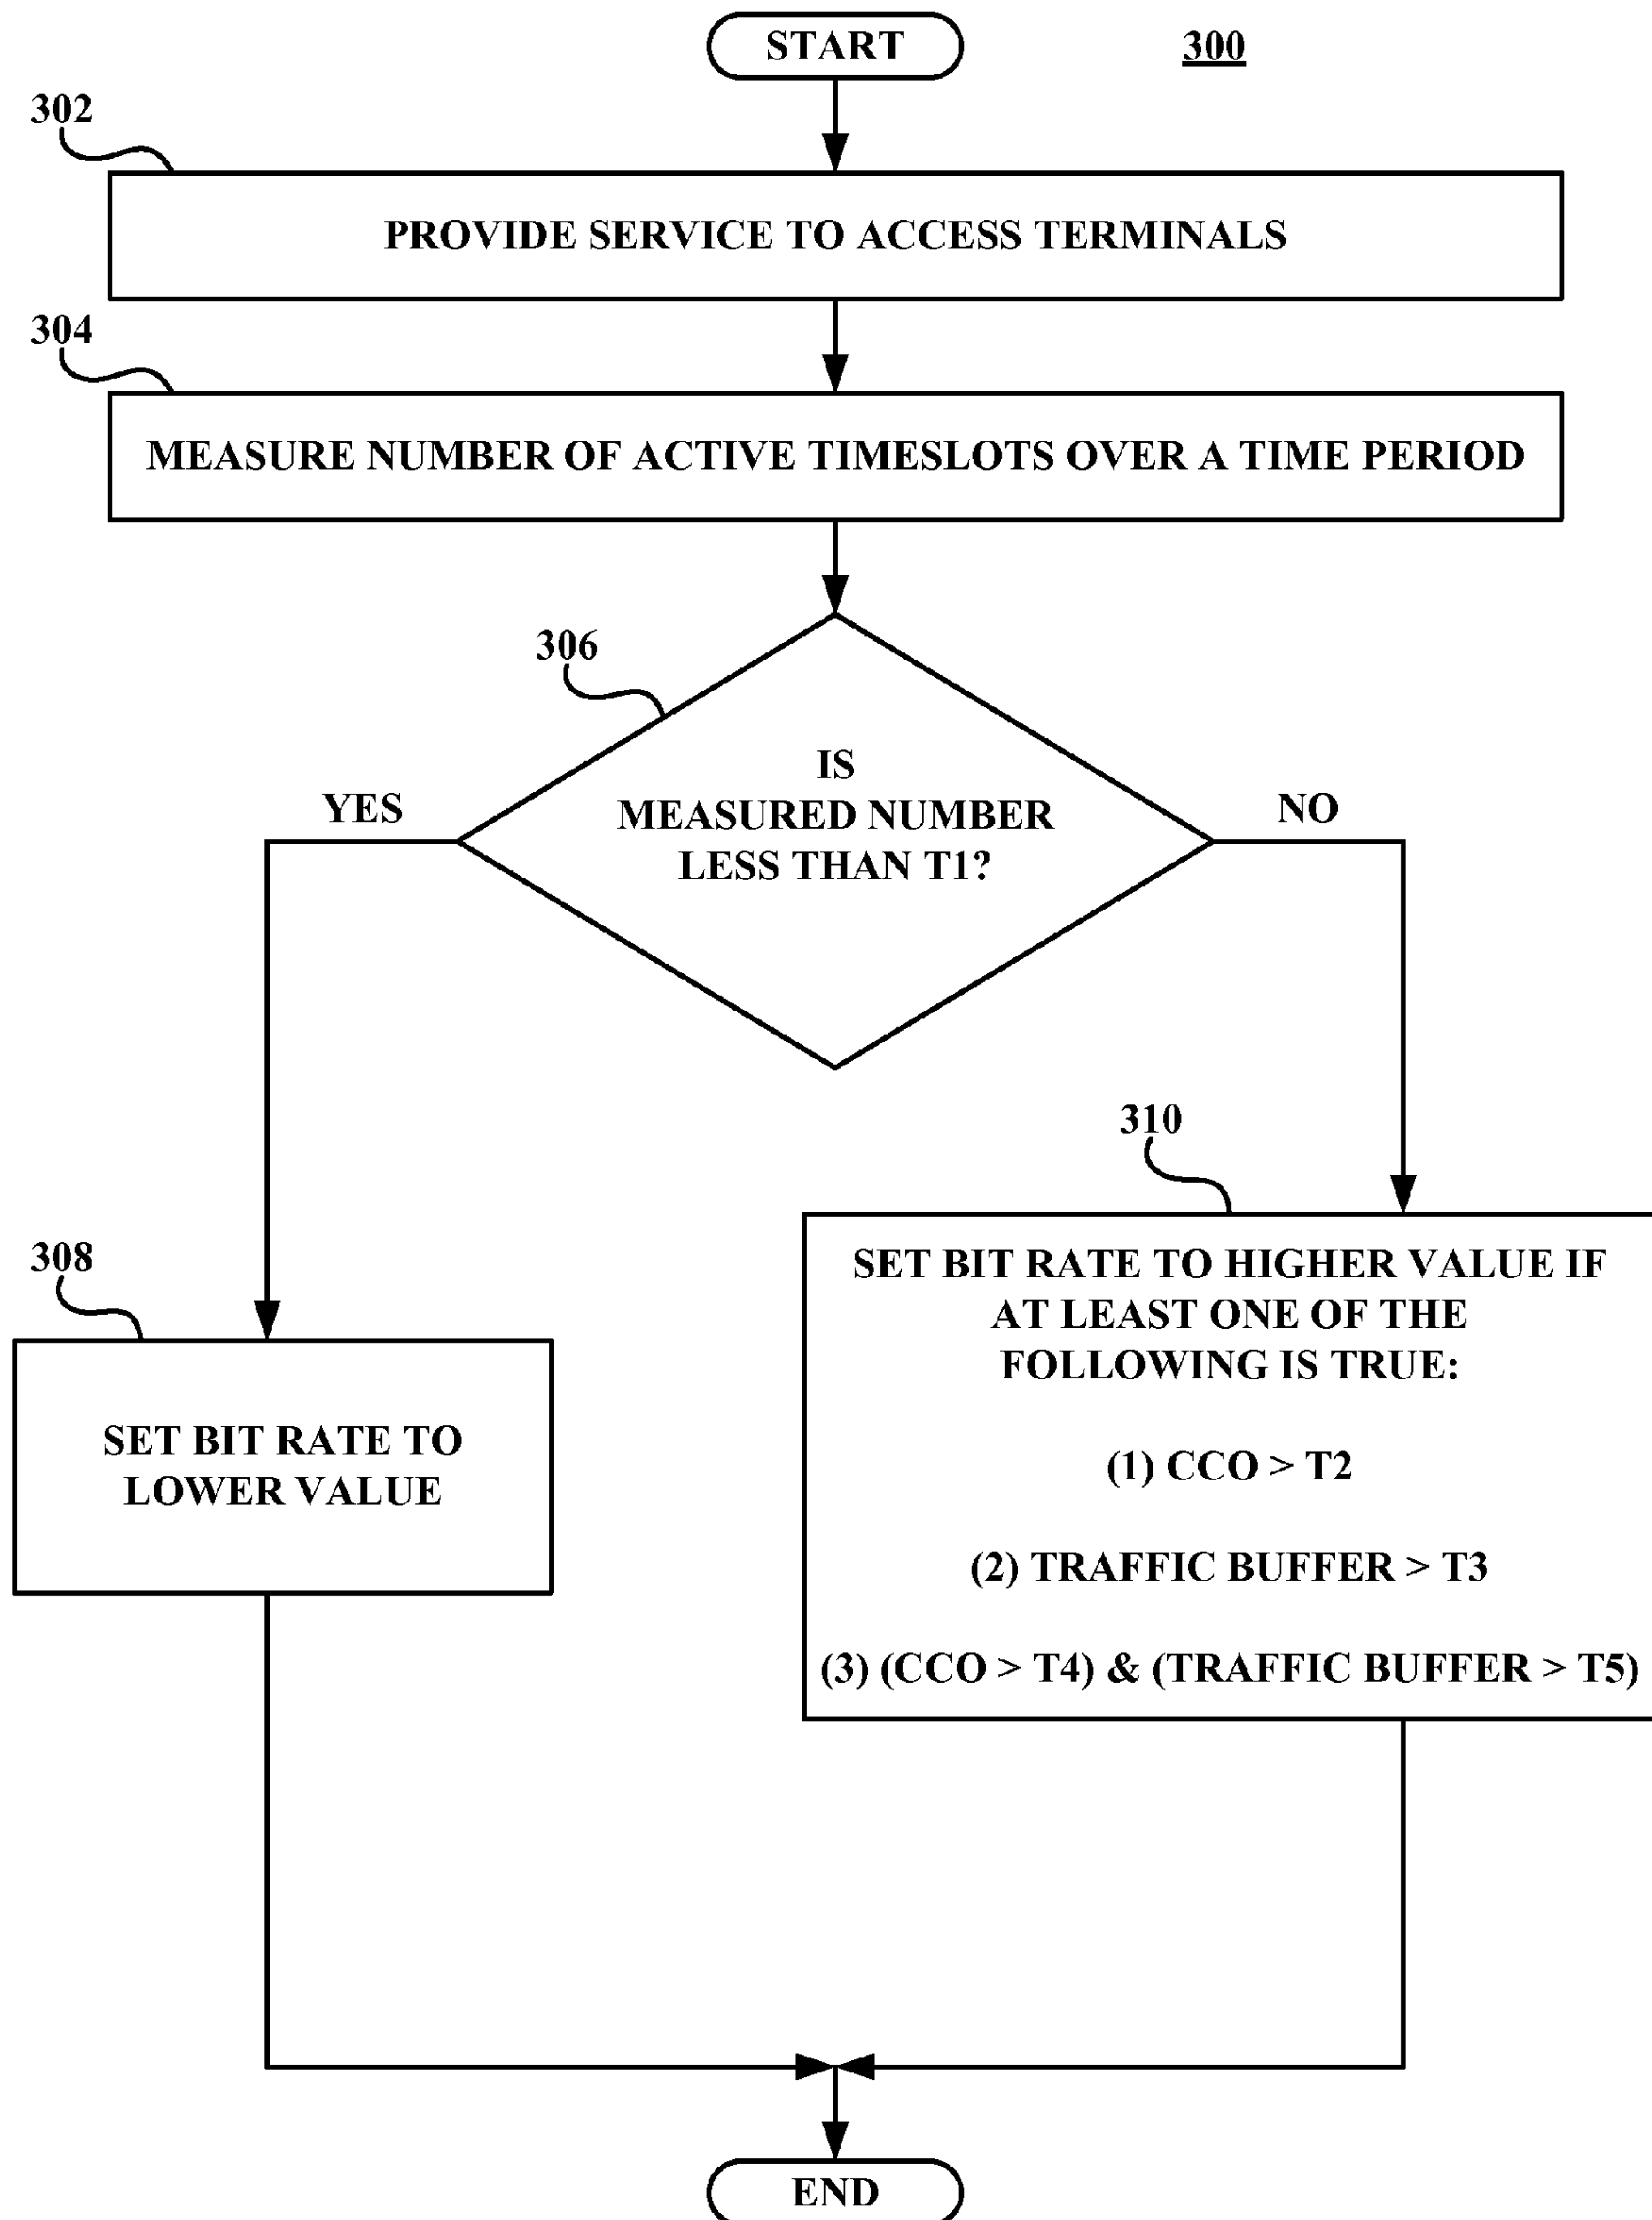 START
300
302
PROVIDE SERVICE TO ACCESS TERMINALS
304
MEASURE NUMBER OF ACTIVE TIMESLOTS OVER A TIME PERIOD
306
IS
MEASURED NUMBER
LESS THAN T1?
YES
NO
308
SET BIT RATE TO
LOWER VALUE
310
SET BIT RATE TO HIGHER VALUE IF
AT LEAST ONE OF THE
FOLLOWING IS TRUE:
(1) CCO > T2
(2) TRAFFIC BUFFER > T3
(3) (CCO > T4) & (TRAFFIC BUFFER > T5)
END